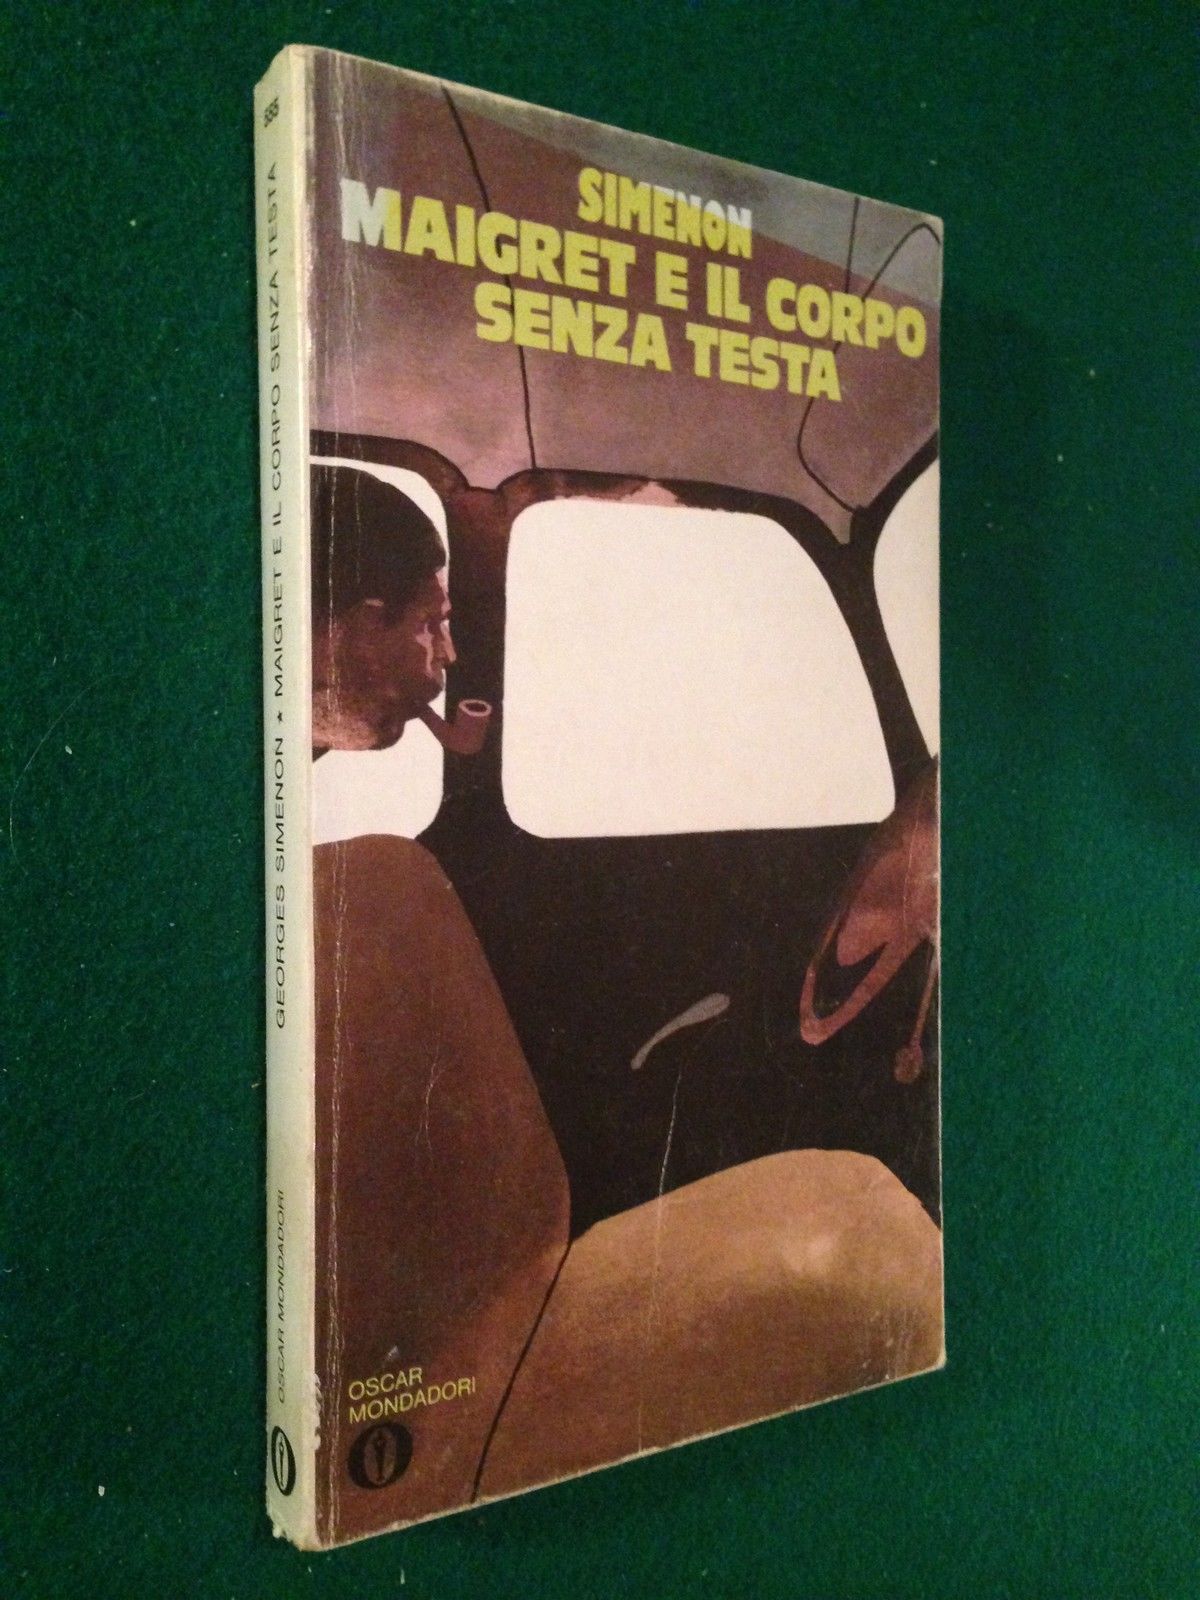 SIMENON
MAIGRET E IL CORPO
SENZA TESTA
OSCAR
MONDADORI
GEORGES SIMENON ★ MAIGRET E IL CORPO SENZA TESTA
OSCAR MONDADORI